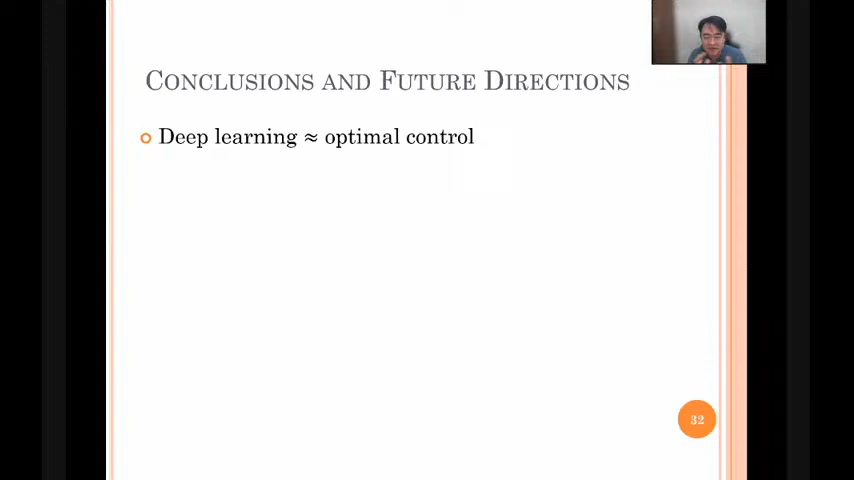 CONCLUSIONS AND FUTURE DIRECTIONS
Deep learning ≈ optimal control
32